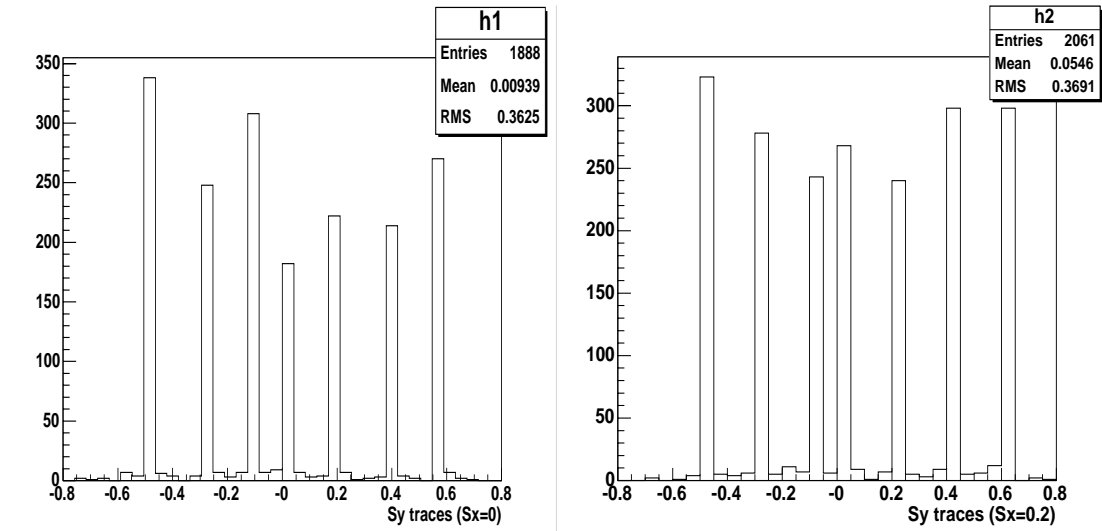 h1
Entries 1888
Mean 0.00939
RMS 0.3625
350
300
250
200
150
100
50
0
-0.8 -0.6 -0.4 -0.2 -0 0.2 0.4 0.6 0.8
Sy traces (Sx=0)
h2
Entries 2061
Mean 0.0546
RMS 0.3691
300
250
200
150
100
50
0
-0.8 -0.6 -0.4 -0.2 -0 0.2 0.4 0.6 0.8
Sy traces (Sx=0.2)